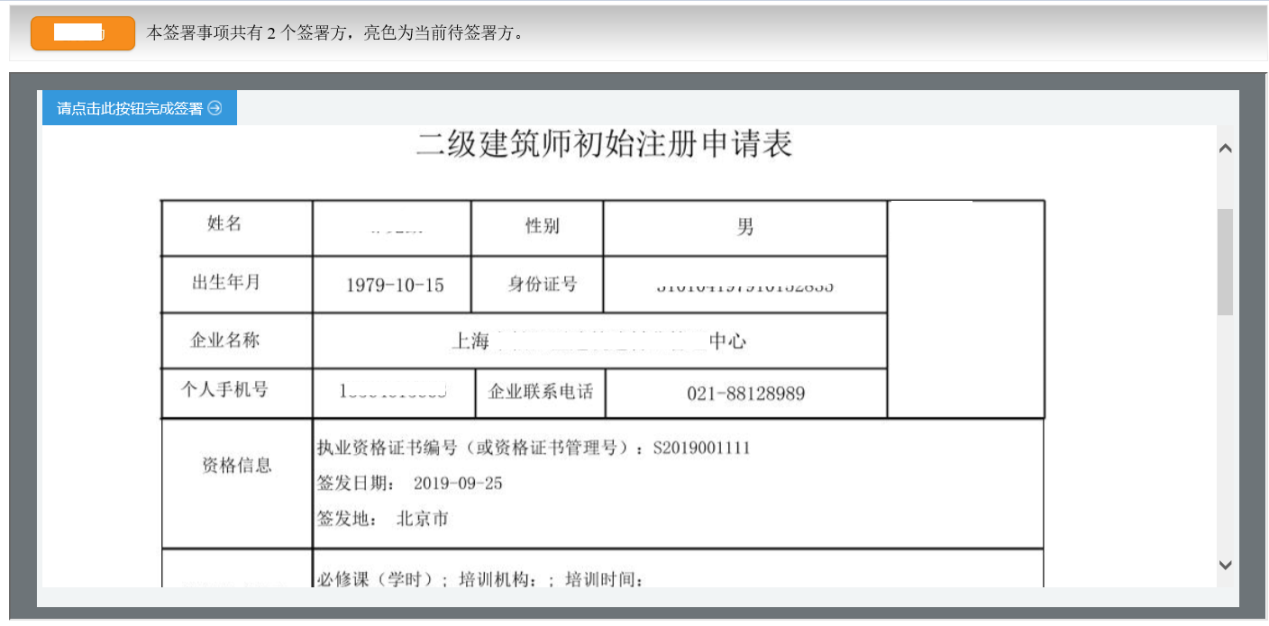 本签署事项共有 2 个签署方，亮色为当前待签署方。
请点击此按钮完成签署
二级建筑师初始注册申请表
姓名 性别 男
出生年月 1979-10-15 身份证号
企业名称 上海 中心
个人手机号 企业联系电话 021-88128989
执业资格证书编号（或资格证书管理号）：S2019001111
资格信息
签发日期： 2019-09-25
签发地： 北京市
必修课（学时）; 培训机构：; 培训时间: